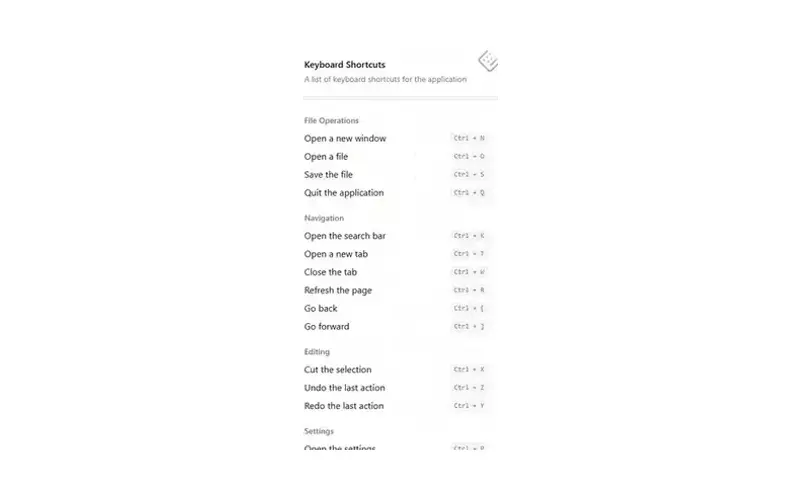 Keyboard Shortcuts
A list of keyboard shortcuts for the application
File Operations
Open a new window Ctrl + N
Open a file Ctrl + O
Save the file Ctrl + S
Quit the application Ctrl + Q
Navigation
Open the search bar Ctrl + K
Open a new tab Ctrl + T
Close the tab Ctrl + W
Refresh the page Ctrl + R
Go back Ctrl + [
Go forward Ctrl + ]
Editing
Cut the selection Ctrl + X
Undo the last action Ctrl + Z
Redo the last action Ctrl + Y
Settings
Open the settings Ctrl +